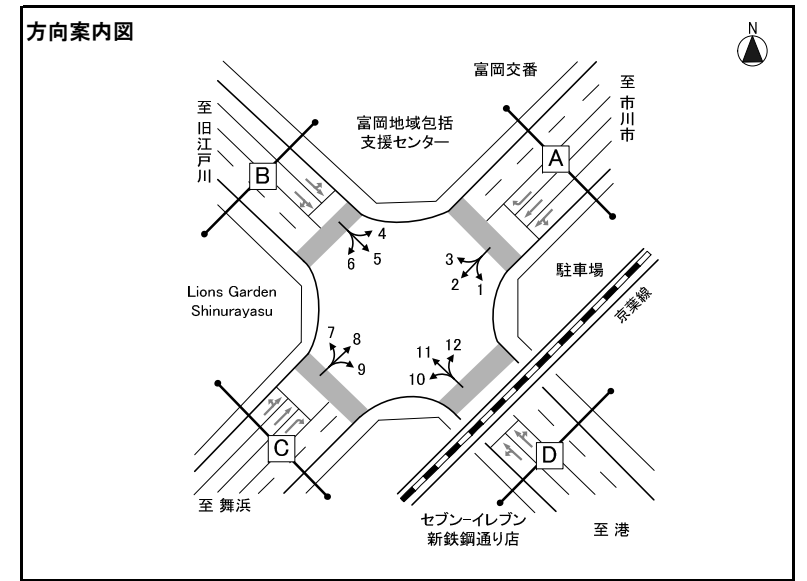 方向案内図
N
富岡交番
至市川市
至旧江戸川
富岡地域包括
支援センター
A
B
4
5
6
3
2
1
駐車場
京葉線
Lions Garden
Shinurayasu
7
8
9
11
12
10
C
D
至 舞浜
セブン-イレブン
新鉄鋼通り店
至 港